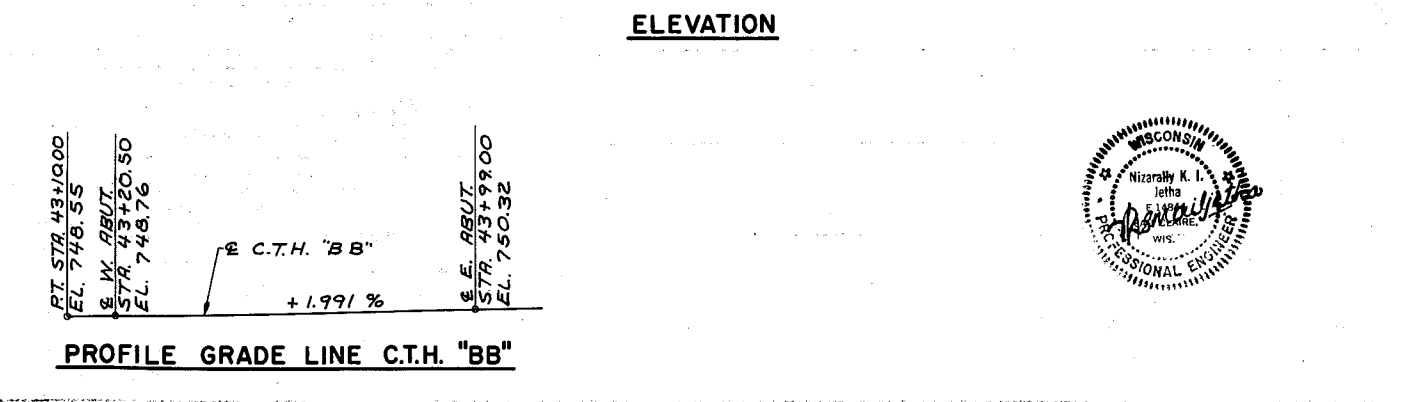 ELEVATION
P.T. STA. 43+10.00
EL. 748.55
℄ W. ABUT.
STA. 43+20.50
EL. 748.76
℄ C.T.H. "BB"
+1.991 %
℄ E. ABUT.
STA. 43+99.00
EL. 750.32
PROFILE GRADE LINE C.T.H. "BB"
WISCONSIN
Nizarally K. I.
Jetha
WIS.
PROFESSIONAL ENGINEER